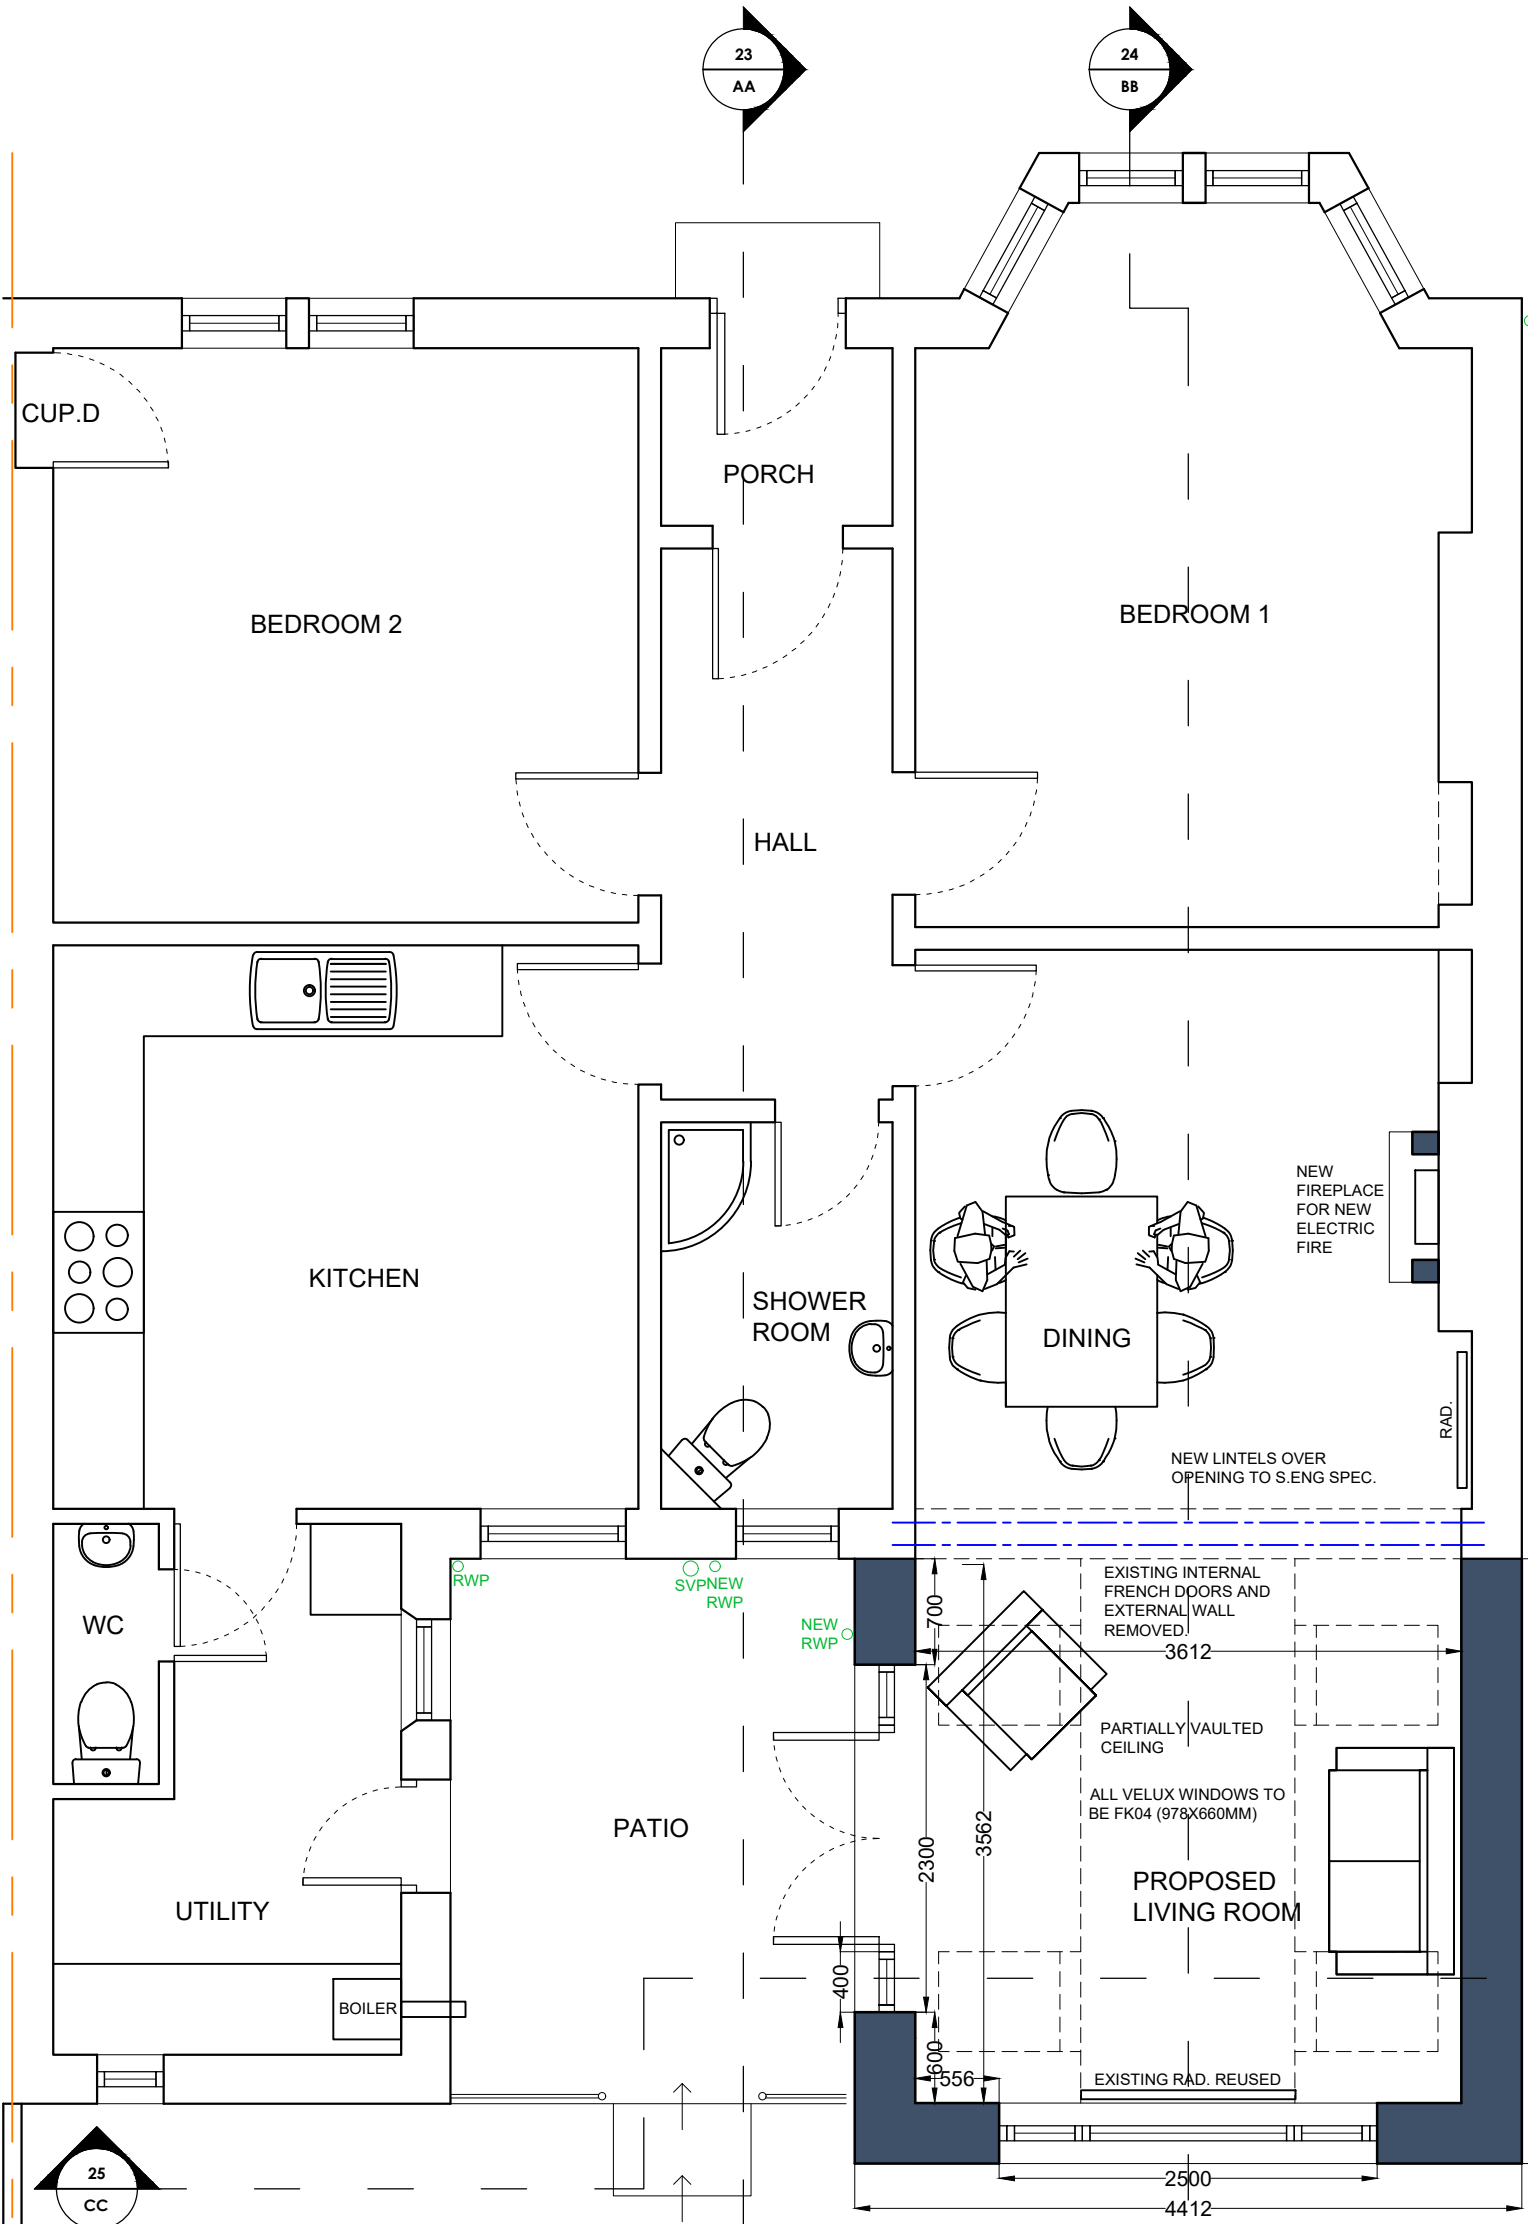 23
AA
24
BB
CUP.D
PORCH
BEDROOM 2
BEDROOM 1
HALL
NEW
FIREPLACE
FOR NEW
ELECTRIC
FIRE
KITCHEN
SHOWER
ROOM
DINING
RAD.
NEW LINTELS OVER
OPENING TO S.ENG SPEC.
RWP
SVP
NEW
RWP
NEW
RWP
WC
EXISTING INTERNAL
FRENCH DOORS AND
EXTERNAL WALL
REMOVED.
700
3612
PARTIALLY VAULTED
CEILING
ALL VELUX WINDOWS TO
BE FK04 (978X660MM)
PATIO
2300
3562
PROPOSED
LIVING ROOM
UTILITY
400
BOILER
600
556
EXISTING RAD. REUSED
25
CC
2500
4412